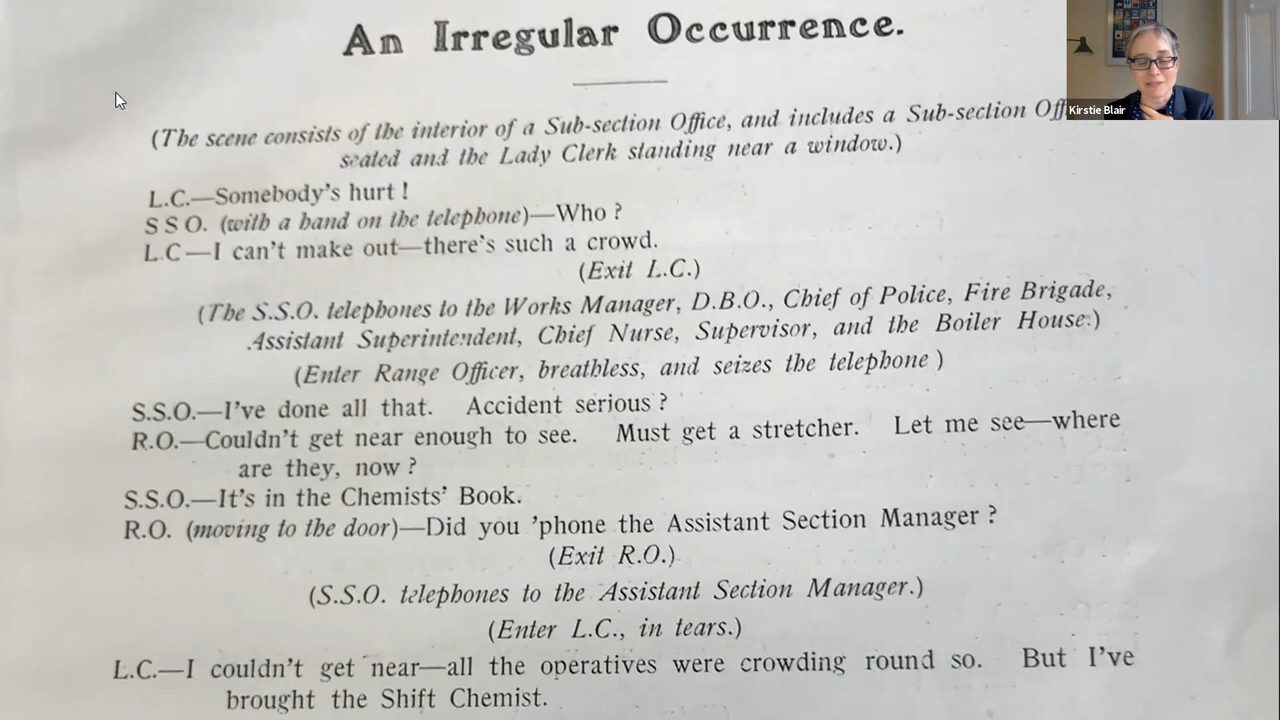 An Irregular Occurrence.
(The scene consists of the interior of a Sub-section Office, and includes a Sub-section Off
seated and the Lady Clerk standing near a window.)
L.C.—Somebody's hurt !
S S O. (with a hand on the telephone)—Who ?
L.C—I can't make out—there's such a crowd.
(Exit L.C.)
(The S.S.O. telephones to the Works Manager, D.B.O., Chief of Police, Fire Brigade,
Assistant Superintendent, Chief Nurse, Supervisor, and the Boiler House.)
(Enter Range Officer, breathless, and seizes the telephone )
S.S.O.—I've done all that. Accident serious ?
R.O.—Couldn't get near enough to see. Must get a stretcher. Let me see—where
are they, now ?
S.S.O.—It's in the Chemists' Book.
R.O. (moving to the door)—Did you 'phone the Assistant Section Manager ?
(Exit R.O.)
(S.S.O. telephones to the Assistant Section Manager.)
(Enter L.C., in tears.)
L.C.—I couldn't get near—all the operatives were crowding round so. But I've
brought the Shift Chemist.
Kirstie Blair